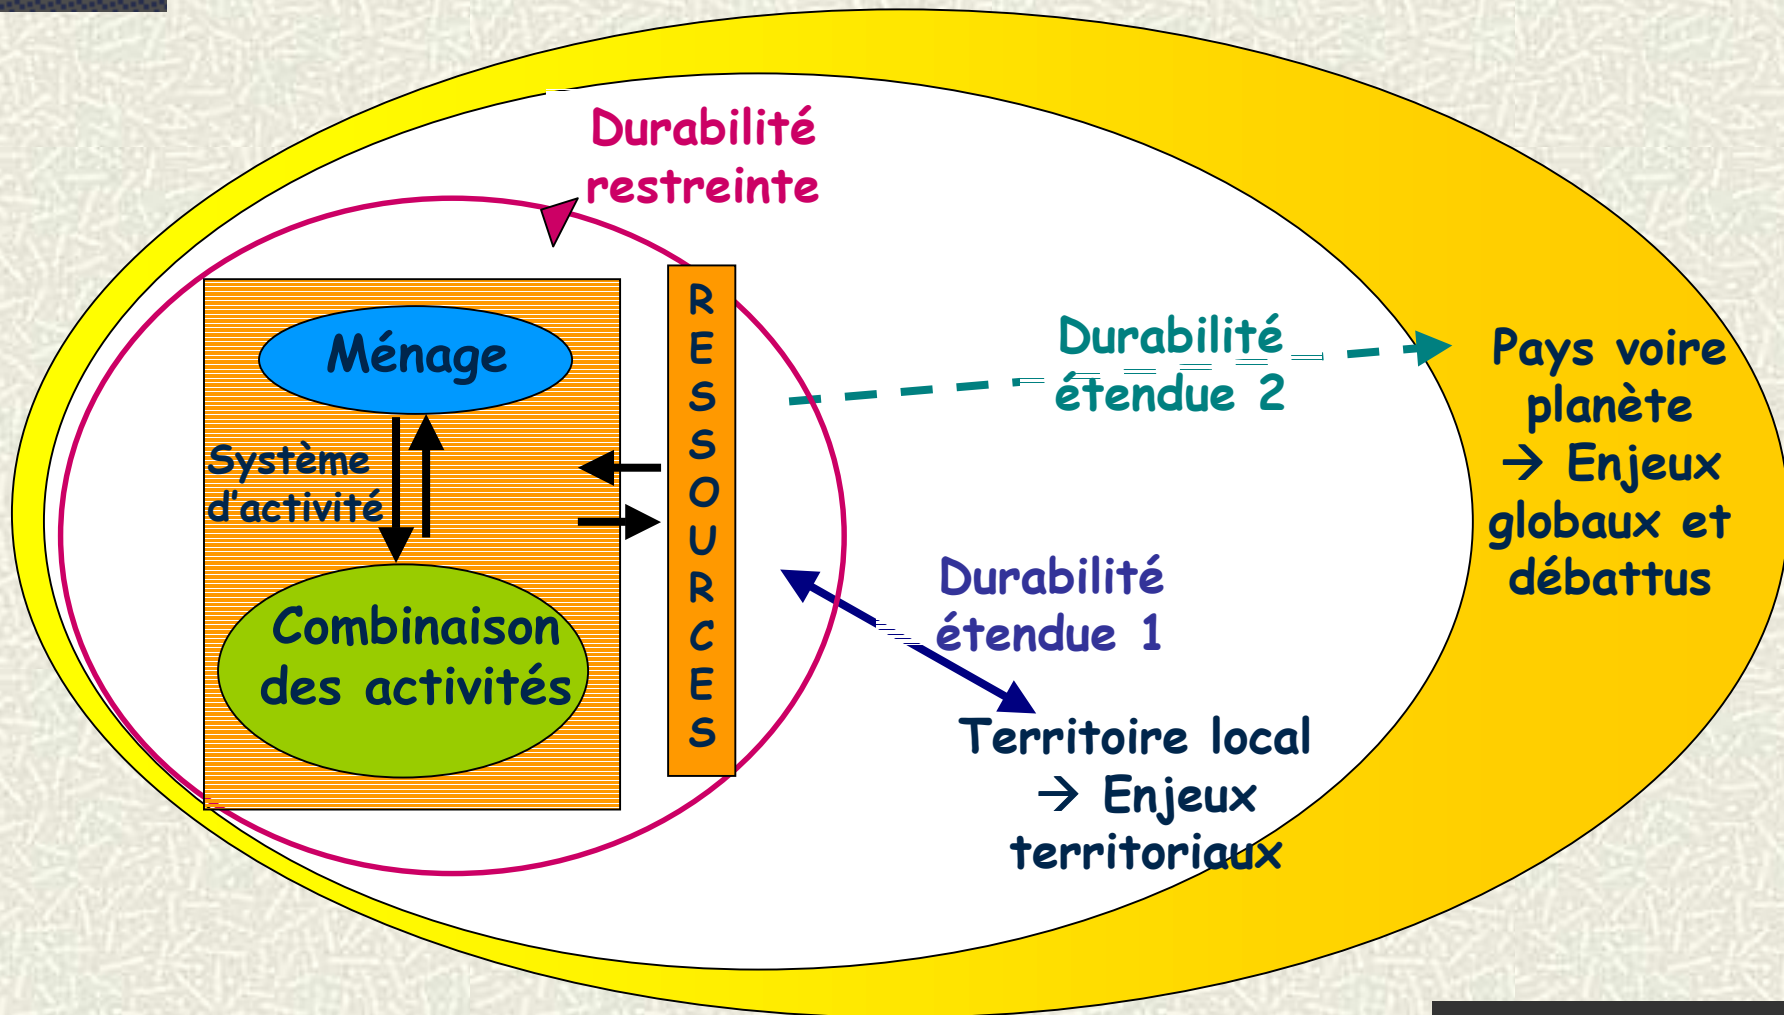 Durabilité
restreinte
Ménage
Système
d'activité
Combinaison
des activités
R
E
S
S
O
U
R
C
E
S
Durabilité
étendue 2
Durabilité
étendue 1
Territoire local
→ Enjeux
territoriaux
Pays voire
planète
→ Enjeux
globaux et
débattus